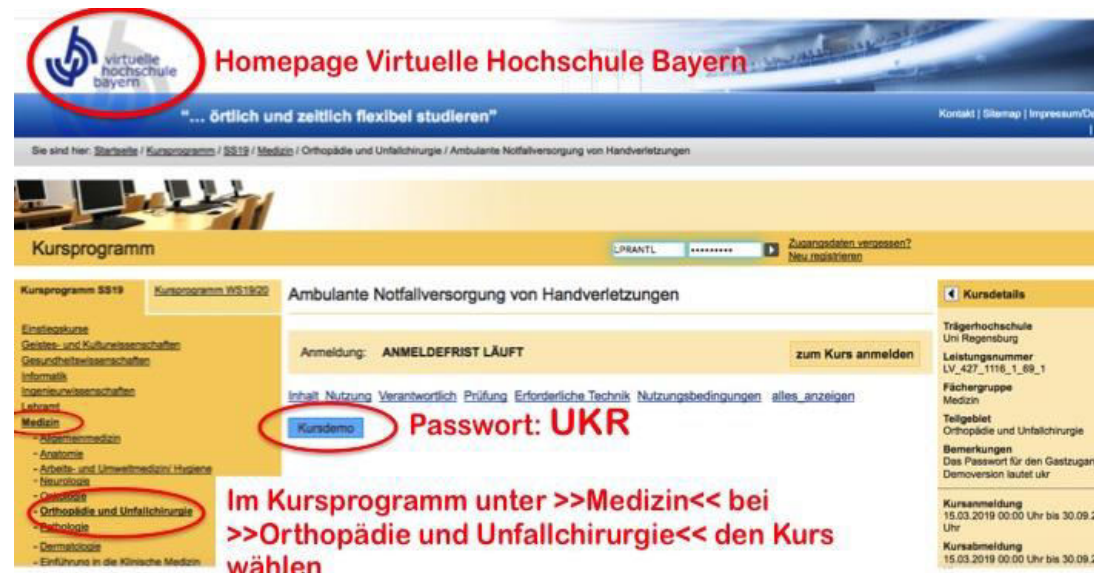 virtuelle
hochschule
bayern
Homepage Virtuelle Hochschule Bayern
"... örtlich und zeitlich flexibel studieren"
Kontakt | Sitemap | Impressum/Da
|
Sie sind hier: Startseite / Kursprogramm / SS19 / Medizin / Orthopädie und Unfallchirurgie / Ambulante Notfallversorgung von Handverletzungen
Kursprogramm
LPRANTL
Zugangsdaten vergessen?
Neu registrieren
Kursprogramm SS19
Kursprogramm WS19/20
Einstiegskurse
Geistes- und Kulturwissenschaften
Gesundheitswissenschaften
Informatik
Ingenieurwissenschaften
Lehramt
Medizin
- Allgemeinmedizin
- Anatomie
- Arbeits- und Umweltmedizin/ Hygiene
- Neurologie
- Onkologie
- Orthopädie und Unfallchirurgie
- Pathologie
- Dermatologie
- Einführung in die Klinische Medizin
Ambulante Notfallversorgung von Handverletzungen
Anmeldung: ANMELDEFRIST LÄUFT
zum Kurs anmelden
Inhalt Nutzung Verantwortlich Prüfung Erforderliche Technik Nutzungsbedingungen alles_anzeigen
Kursdemo
Passwort: UKR
Im Kursprogramm unter >>Medizin<< bei
>>Orthopädie und Unfallchirurgie<< den Kurs
wählen
Kursdetails
Trägerhochschule
Uni Regensburg
Leistungsnummer
LV_427_1116_1_69_1
Fächergruppe
Medizin
Teilgebiet
Orthopädie und Unfallchirurgie
Bemerkungen
Das Passwort für den Gastzugan
Demoversion lautet ukr
Kursanmeldung
15.03.2019 00:00 Uhr bis 30.09.2
Uhr
Kursabmeldung
15.03.2019 00:00 Uhr bis 30.09.2